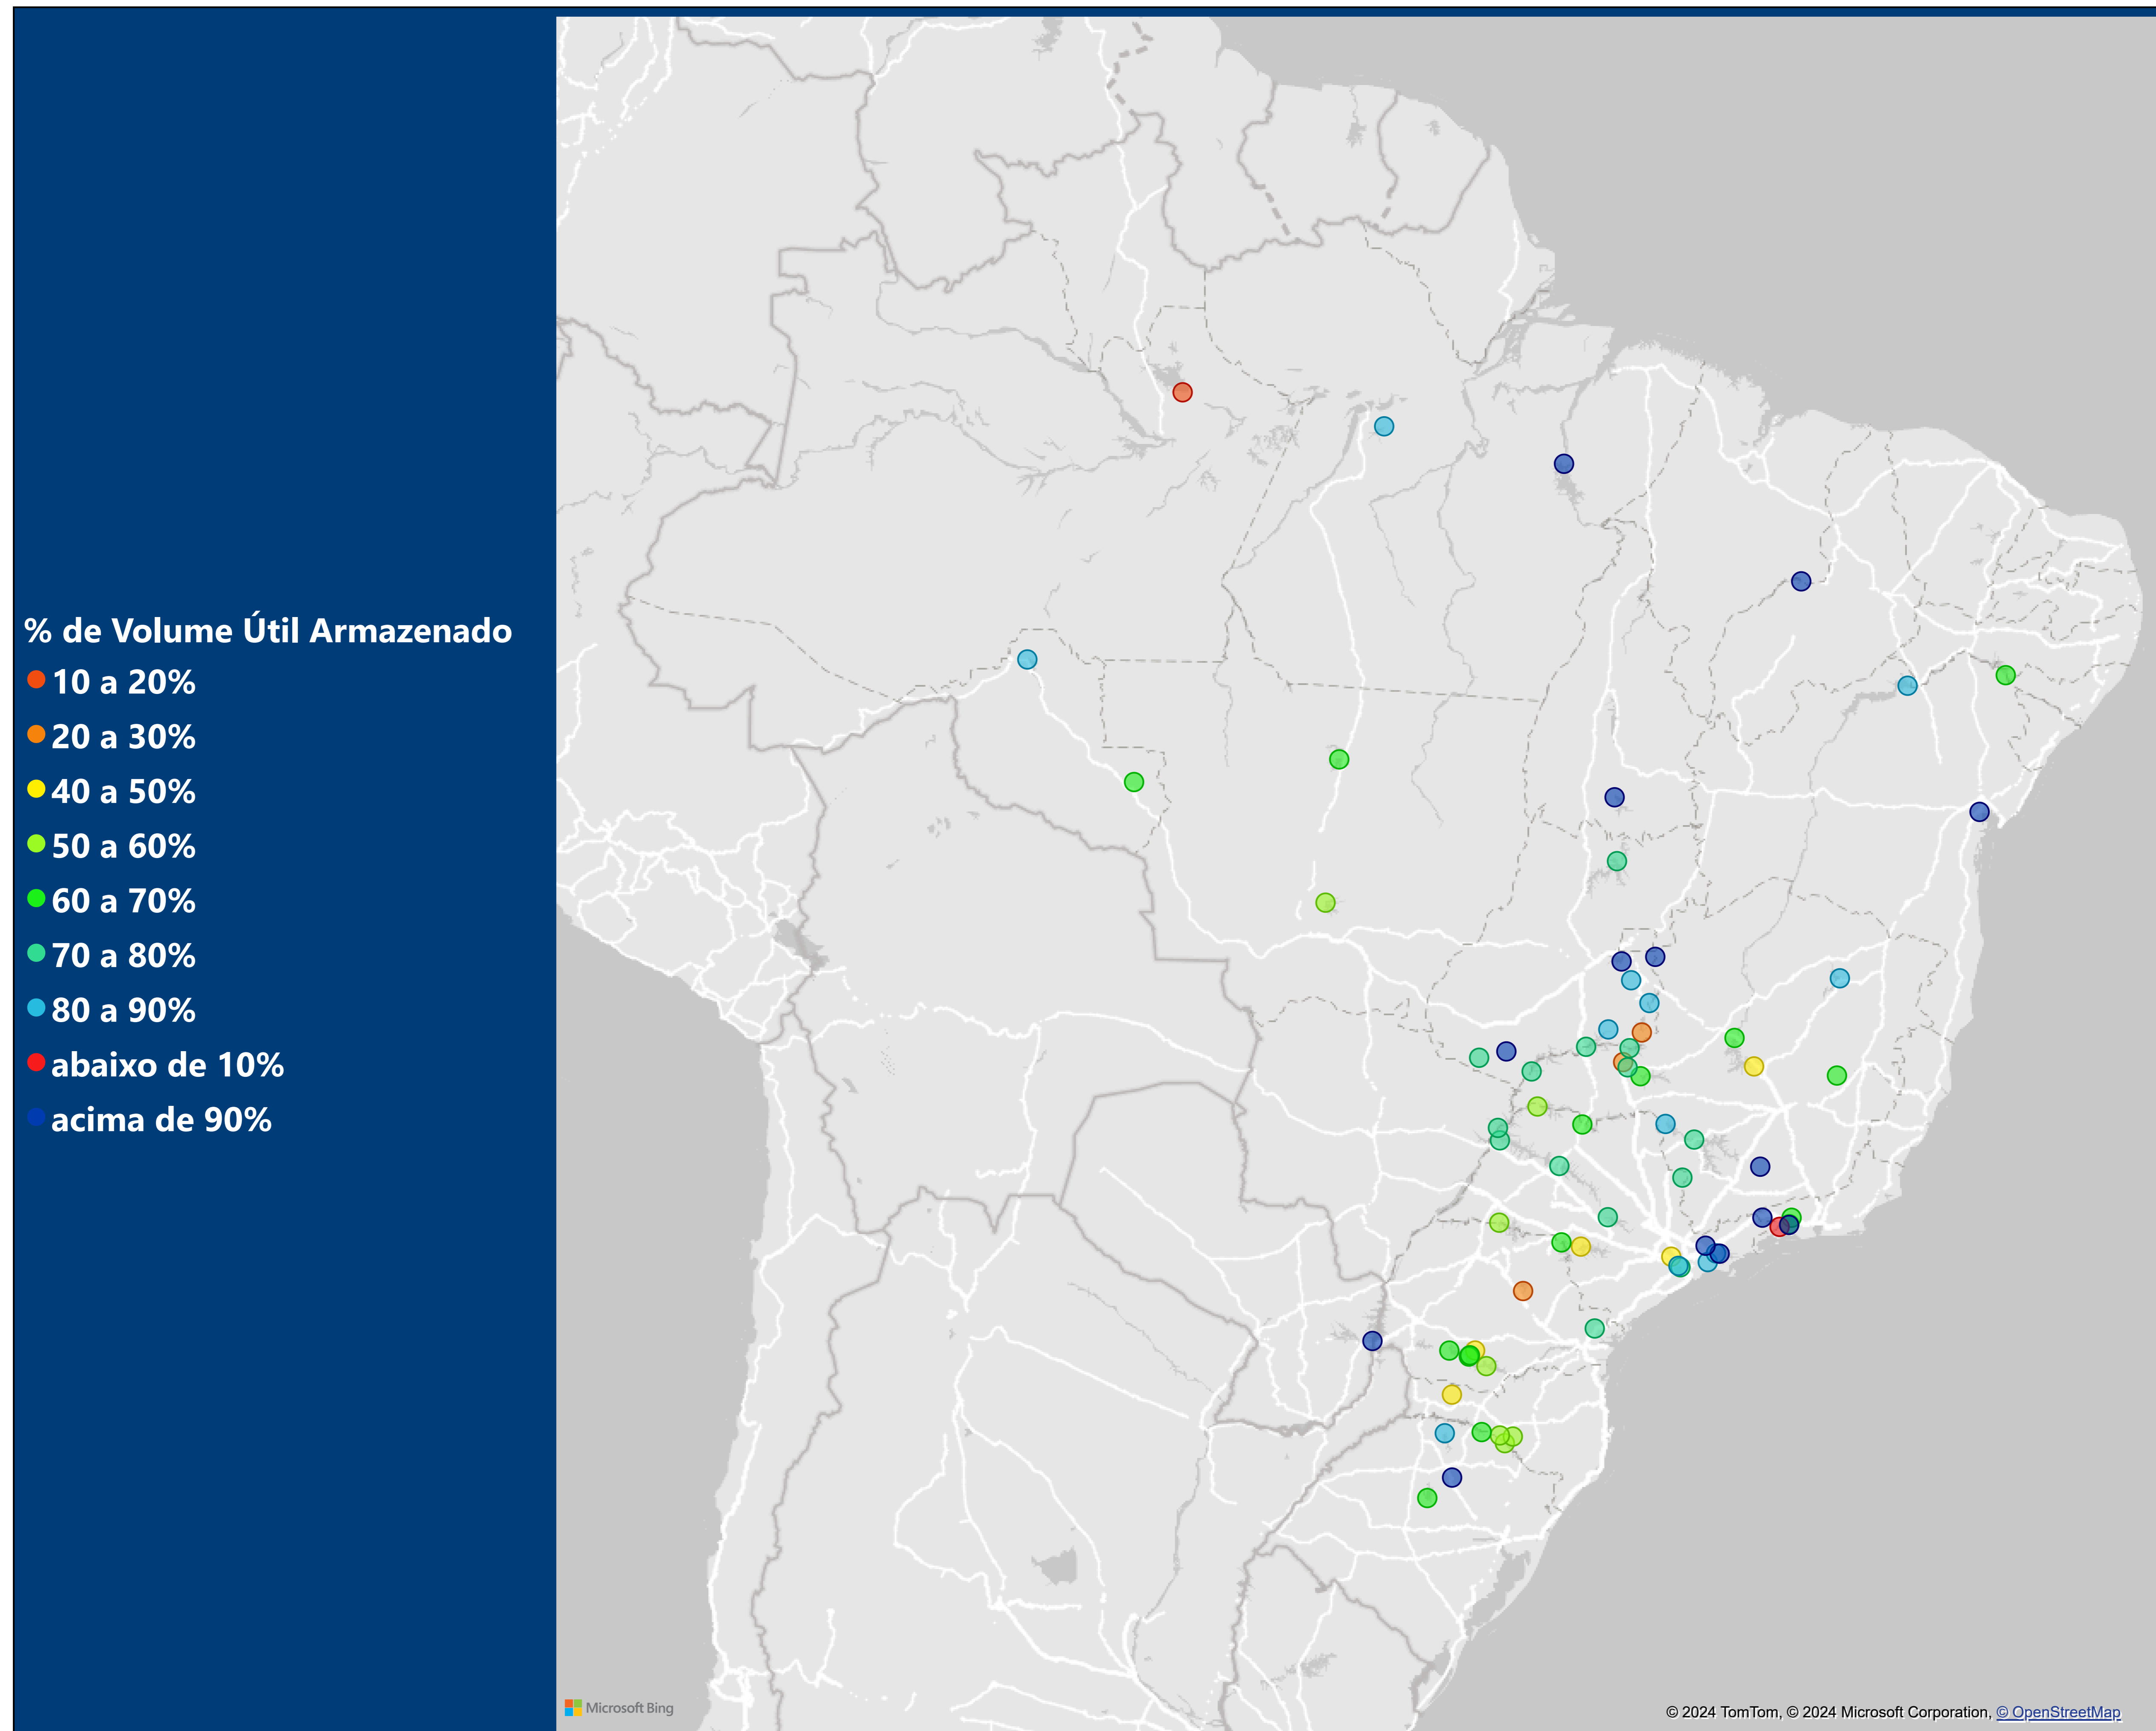 % de Volume Útil Armazenado
10 a 20%
20 a 30%
40 a 50%
50 a 60%
60 a 70%
70 a 80%
80 a 90%
abaixo de 10%
acima de 90%
Microsoft Bing
© 2024 TomTom, © 2024 Microsoft Corporation, © OpenStreetMap